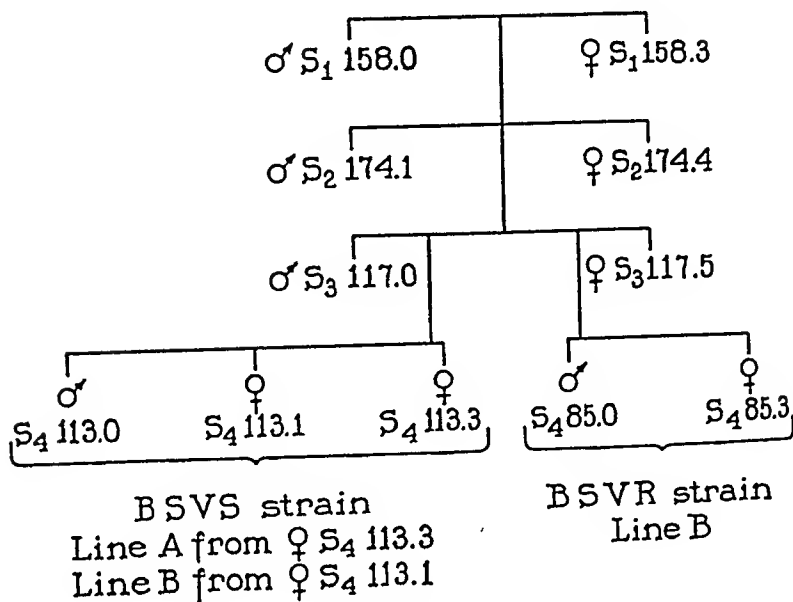 ♂ S₁ 158.0 ♀ S₁ 158.3
♂ S₂ 174.1 ♀ S₂ 174.4
♂ S₃ 117.0 ♀ S₃ 117.5
♂ ♀ ♀ ♂ ♀
S₄ 113.0 S₄ 113.1 S₄ 113.3 S₄ 85.0 S₄ 85.3
BSVS strain
Line A from ♀ S₄ 113.3
Line B from ♀ S₄ 113.1
BSVR strain
Line B